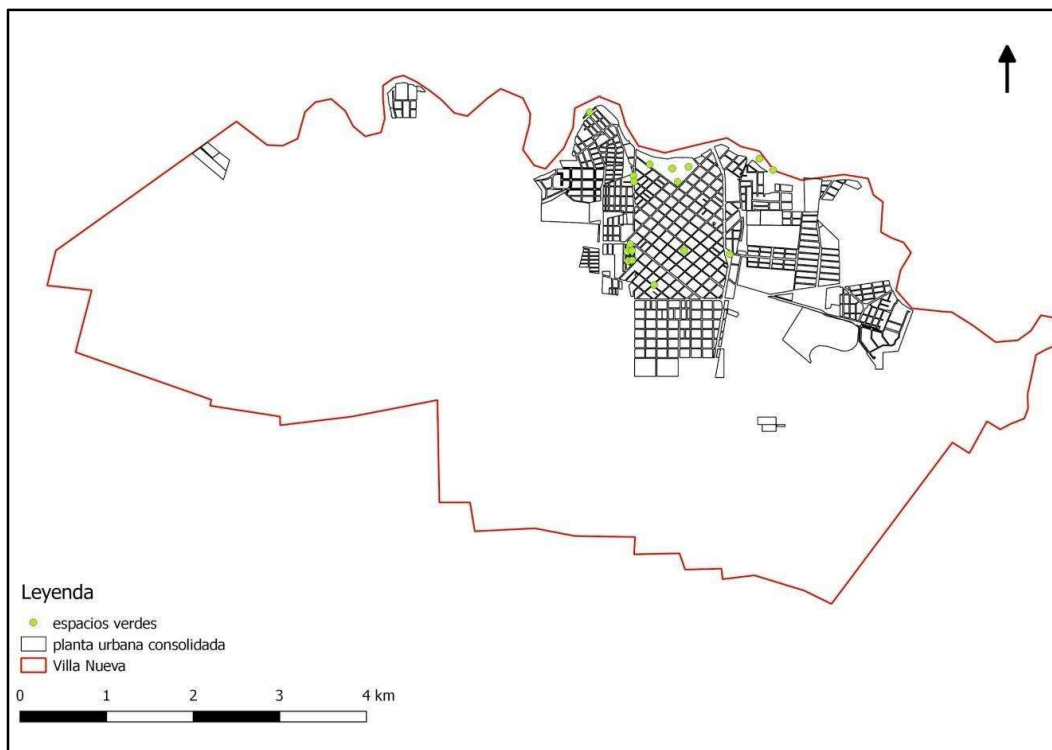 Leyenda
espacios verdes
planta urbana consolidada
Villa Nueva
0 1 2 3 4 km